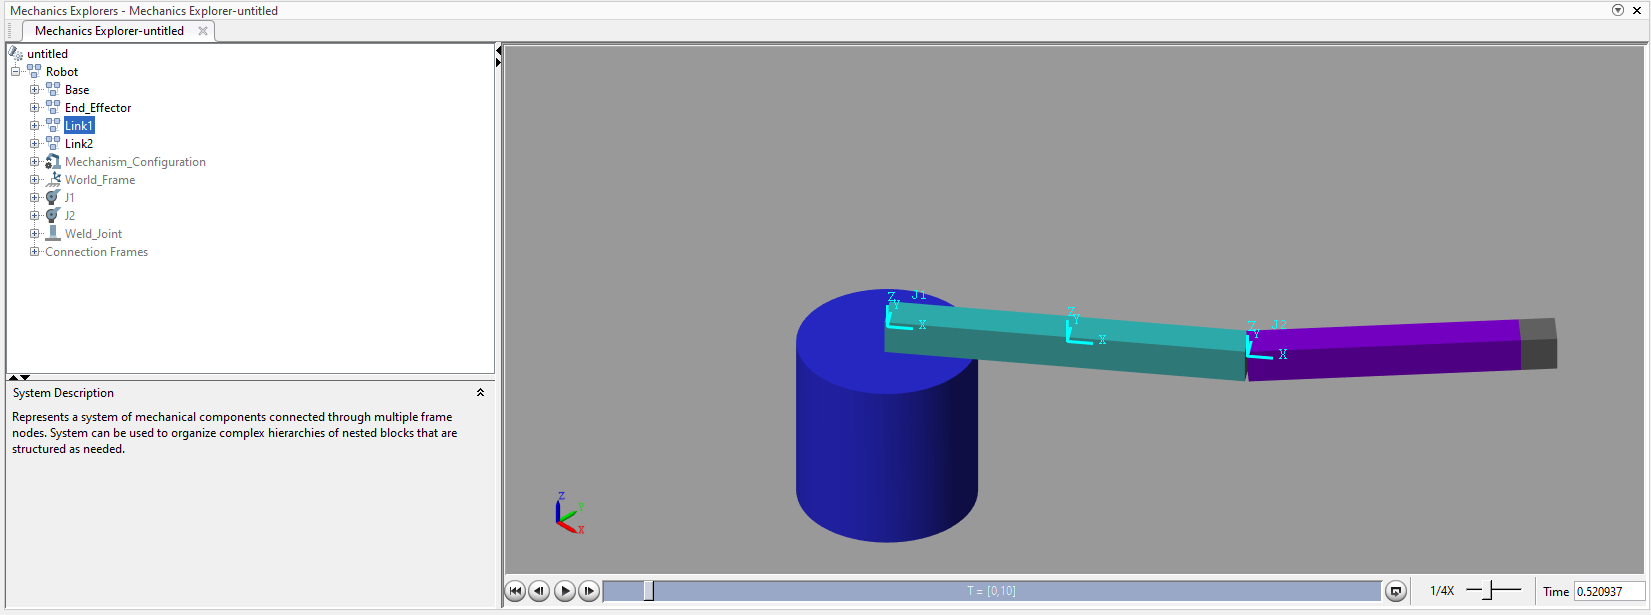 Mechanics Explorers - Mechanics Explorer-untitled
Mechanics Explorer-untitled
untitled
Robot
Base
End_Effector
Link1
Link2
Mechanism_Configuration
World_Frame
J1
J2
Weld_Joint
Connection Frames
System Description
Represents a system of mechanical components connected through multiple frame
nodes. System can be used to organize complex hierarchies of nested blocks that are
structured as needed.
Z Y J1
X
Z Y
X
Z Y J2
X
Z
Y
X
T = [0,10]
1/4X
Time 0.520937